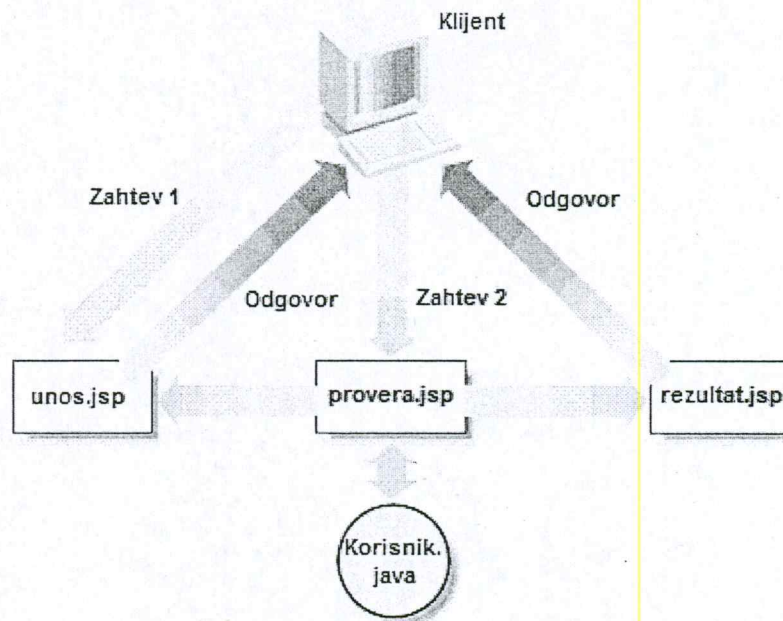 Klijent
Zahtev 1
Odgovor
Odgovor
Zahtev 2
unos.jsp
provera.jsp
rezultat.jsp
Korisnik.
java